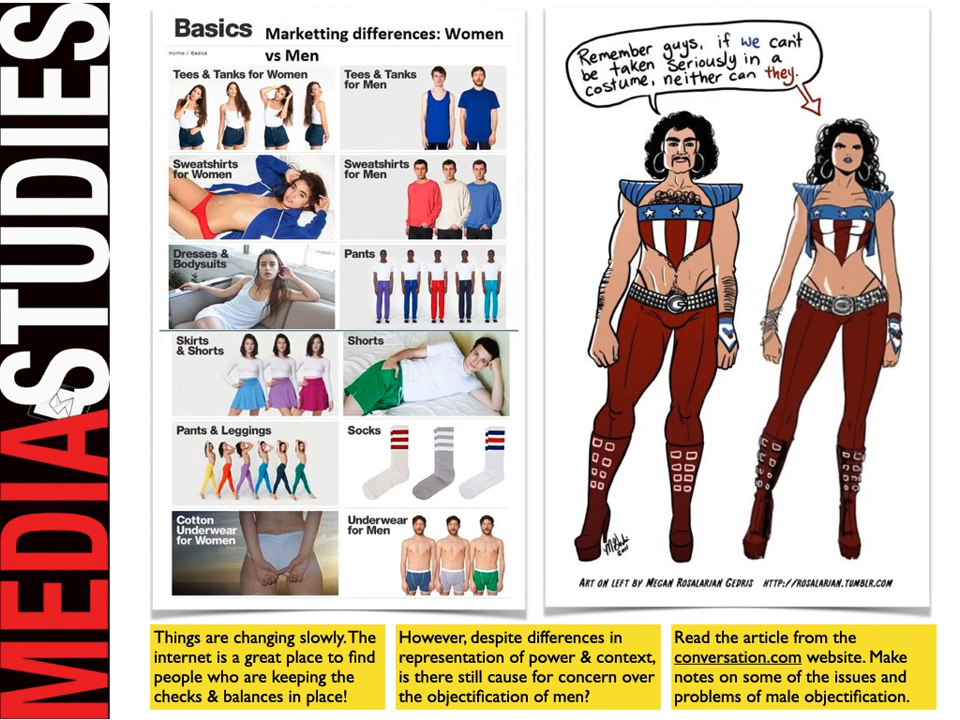 MEDIA STUDIES
Basics
Marketting differences: Women
vs Men
Home / Basics
Tees & Tanks for Women
Tees & Tanks
for Men
Sweatshirts
for Women
Sweatshirts
for Men
Dresses &
Bodysuits
Pants
Skirts
& Shorts
Shorts
Pants & Leggings
Socks
Cotton
Underwear
for Women
Underwear
for Men
Remember guys, if we can't
be taken seriously in a
costume, neither can they.
G
2011
ART ON LEFT BY MEGAN ROSALARIAN GEDRIS HTTP://ROSALARIAN.TUMBLR.COM
Things are changing slowly. The
internet is a great place to find
people who are keeping the
checks & balances in place!
However, despite differences in
representation of power & context,
is there still cause for concern over
the objectification of men?
Read the article from the
conversation.com website. Make
notes on some of the issues and
problems of male objectification.